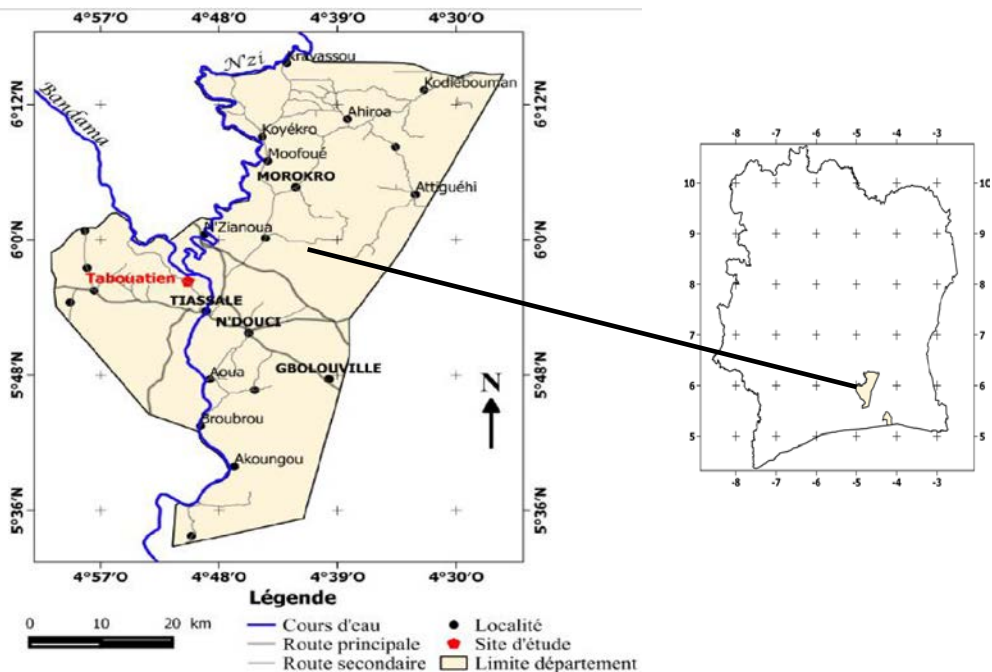 4°57'O 4°48'O 4°39'O 4°30'O
N'zi
Kravassou
Bandama
Kodiébouman
6°12'N 6°12'N
Ahiroa
Koyékro
Moofoué
MOROKRO
Attiguéhi
N'Zianoua
6°0'N 6°0'N
Tabouatien
TIASSALE
N'DOUCI
GBOLOUVILLE
5°48'N 5°48'N
Aoua
N
Broubrou
Akoungou
5°36'N 5°36'N
4°57'O 4°48'O 4°39'O 4°30'O
-8 -7 -6 -5 -4 -3
10 10
9 9
8 8
7 7
6 6
5 5
-8 -7 -6 -5 -4 -3
Légende
0 10 20 km
Cours d'eau
Route principale
Route secondaire
Localité
Site d'étude
Limite département